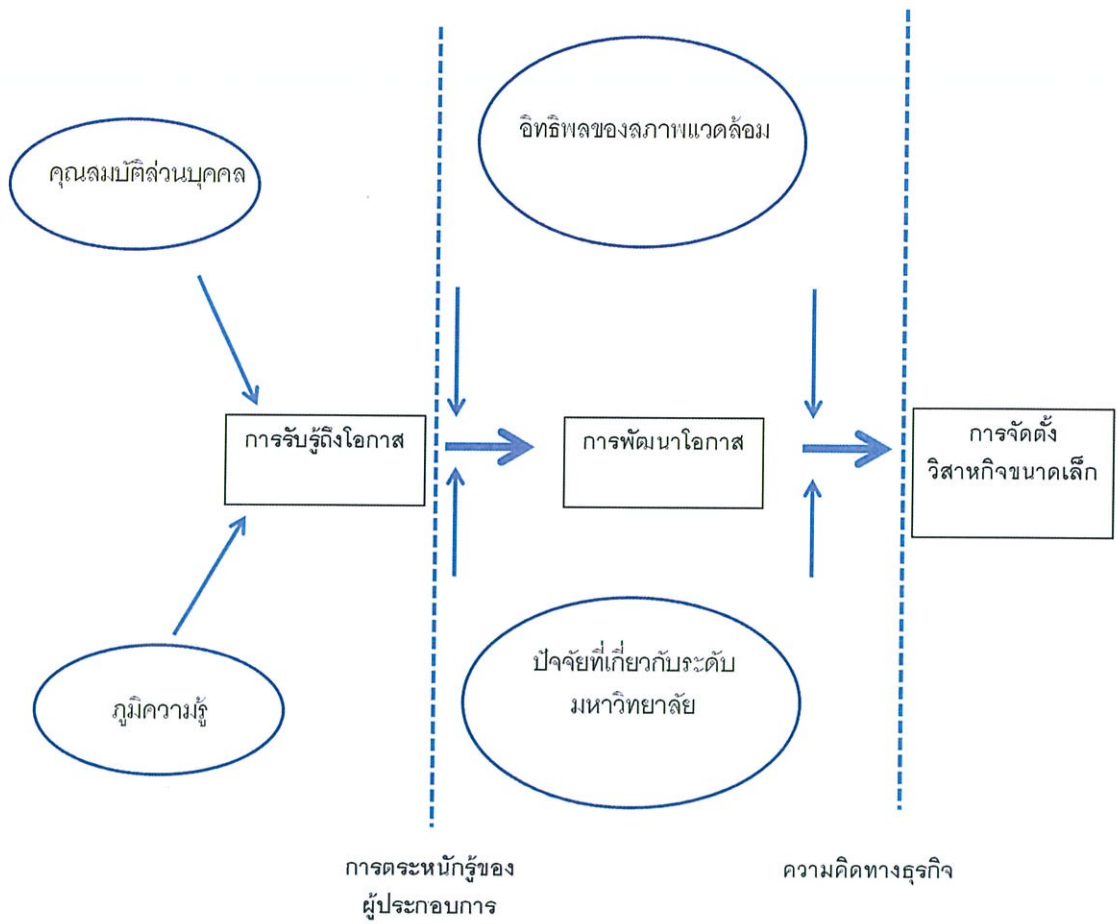 อิทธิพลของสภาพแวดล้อม
คุณสมบัติส่วนบุคคล
การรับรู้ถึงโอกาส
การพัฒนาโอกาส
การจัดตั้ง
วิสาหกิจขนาดเล็ก
ปัจจัยที่เกี่ยวกับระดับ
มหาวิทยาลัย
ภูมิความรู้
การตระหนักรู้ของ
ผู้ประกอบการ
ความคิดทางธุรกิจ